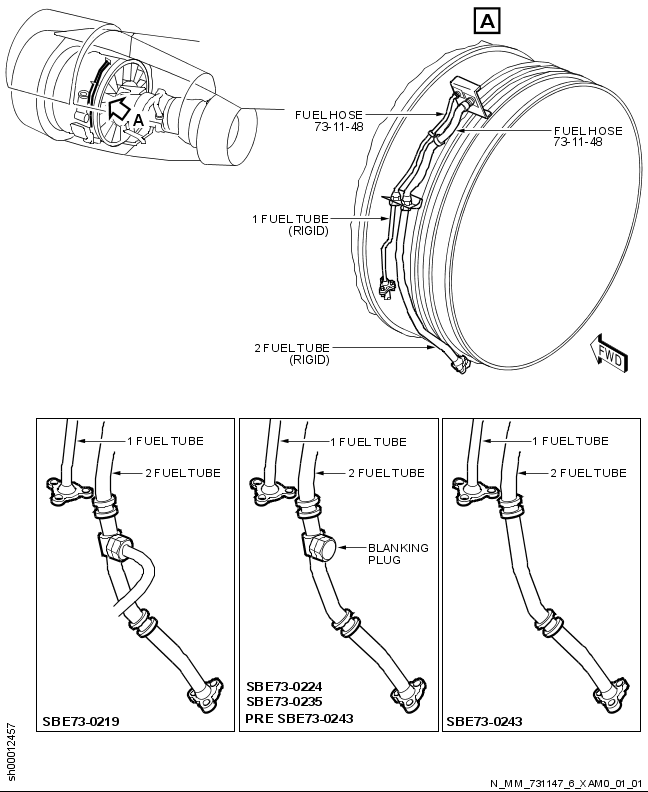 A
A
FUEL HOSE
73-11-48
FUEL HOSE
73-11-48
1 FUEL TUBE
(RIGID)
2 FUEL TUBE
(RIGID)
FWD
1 FUEL TUBE
2 FUEL TUBE
SBE73-0219
1 FUEL TUBE
2 FUEL TUBE
BLANKING
PLUG
SBE73-0224
SBE73-0235
PRE SBE73-0243
1 FUEL TUBE
2 FUEL TUBE
SBE73-0243
sh00012457
N_MM_731147_6_XAM0_01_01